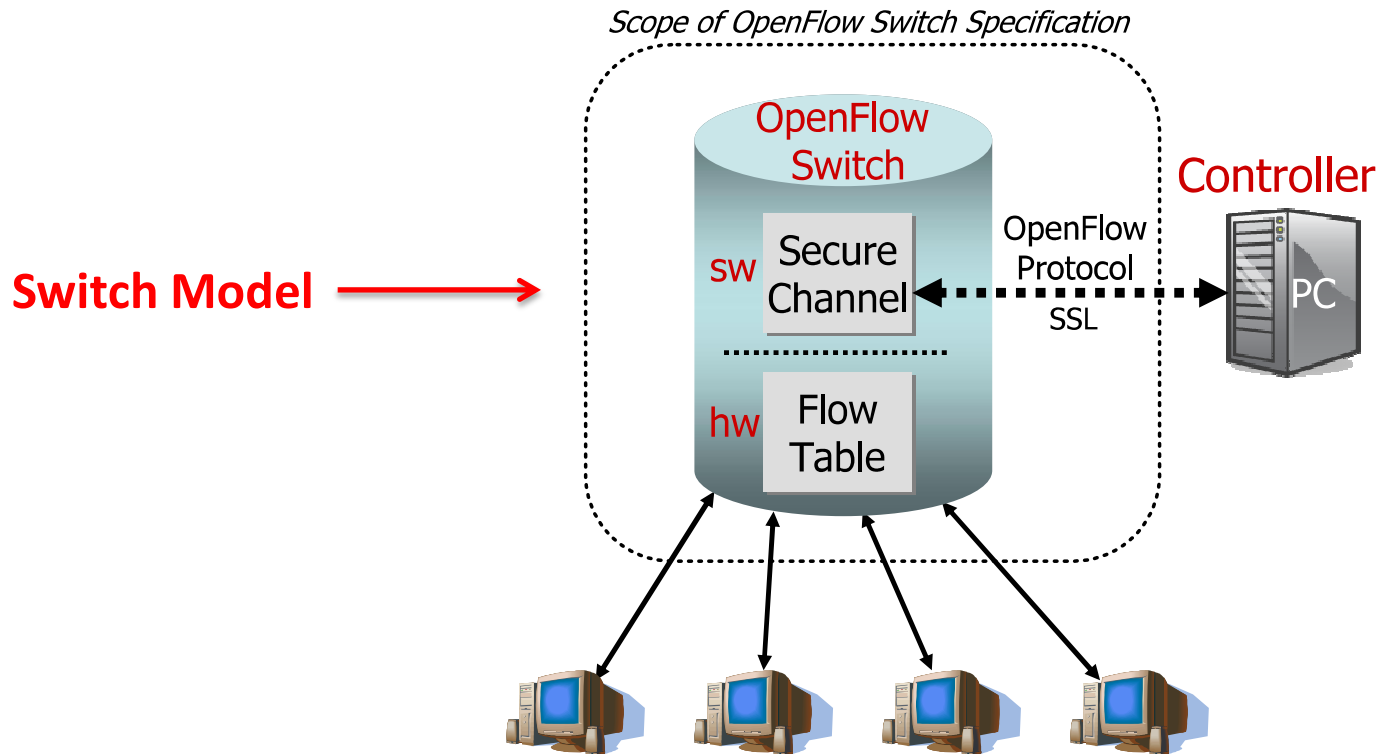 Scope of OpenFlow Switch Specification
OpenFlow
Switch
Controller
Switch Model
sw
Secure
Channel
OpenFlow
Protocol
SSL
PC
hw
Flow
Table